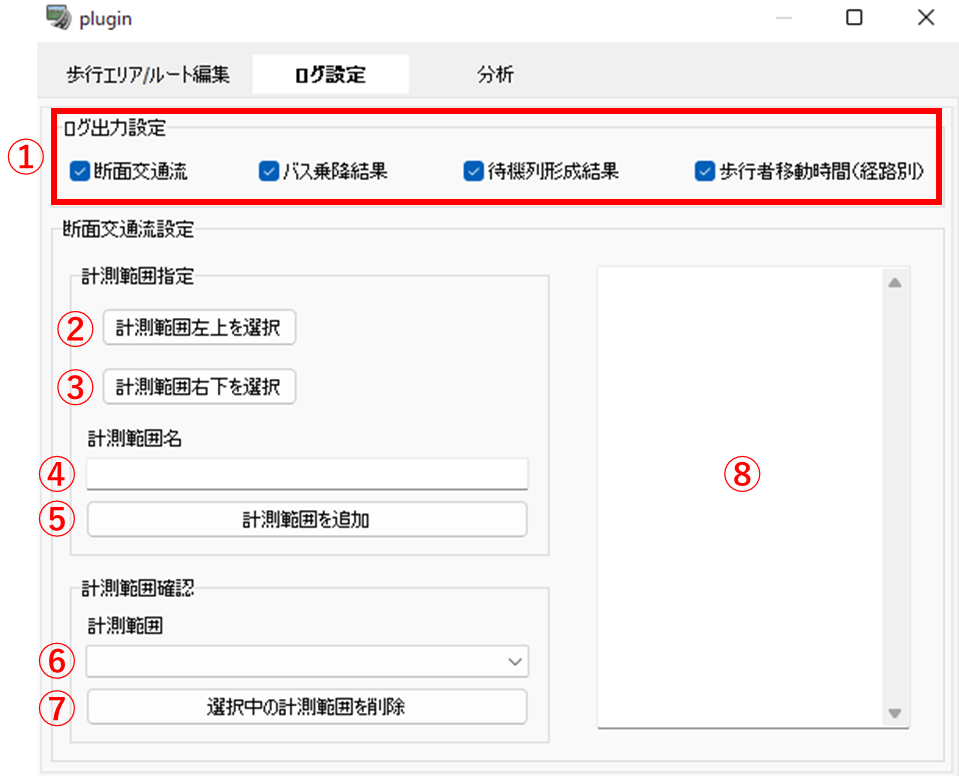 plugin
歩行エリア/ルート編集 ログ設定 分析
ログ出力設定
① 断面交通流 バス乗降結果 待機列形成結果 歩行者移動時間(経路別)
断面交通流設定
計測範囲指定
② 計測範囲左上を選択
③ 計測範囲右下を選択
計測範囲名
④
⑤ 計測範囲を追加
計測範囲確認
計測範囲
⑥
⑦ 選択中の計測範囲を削除
⑧